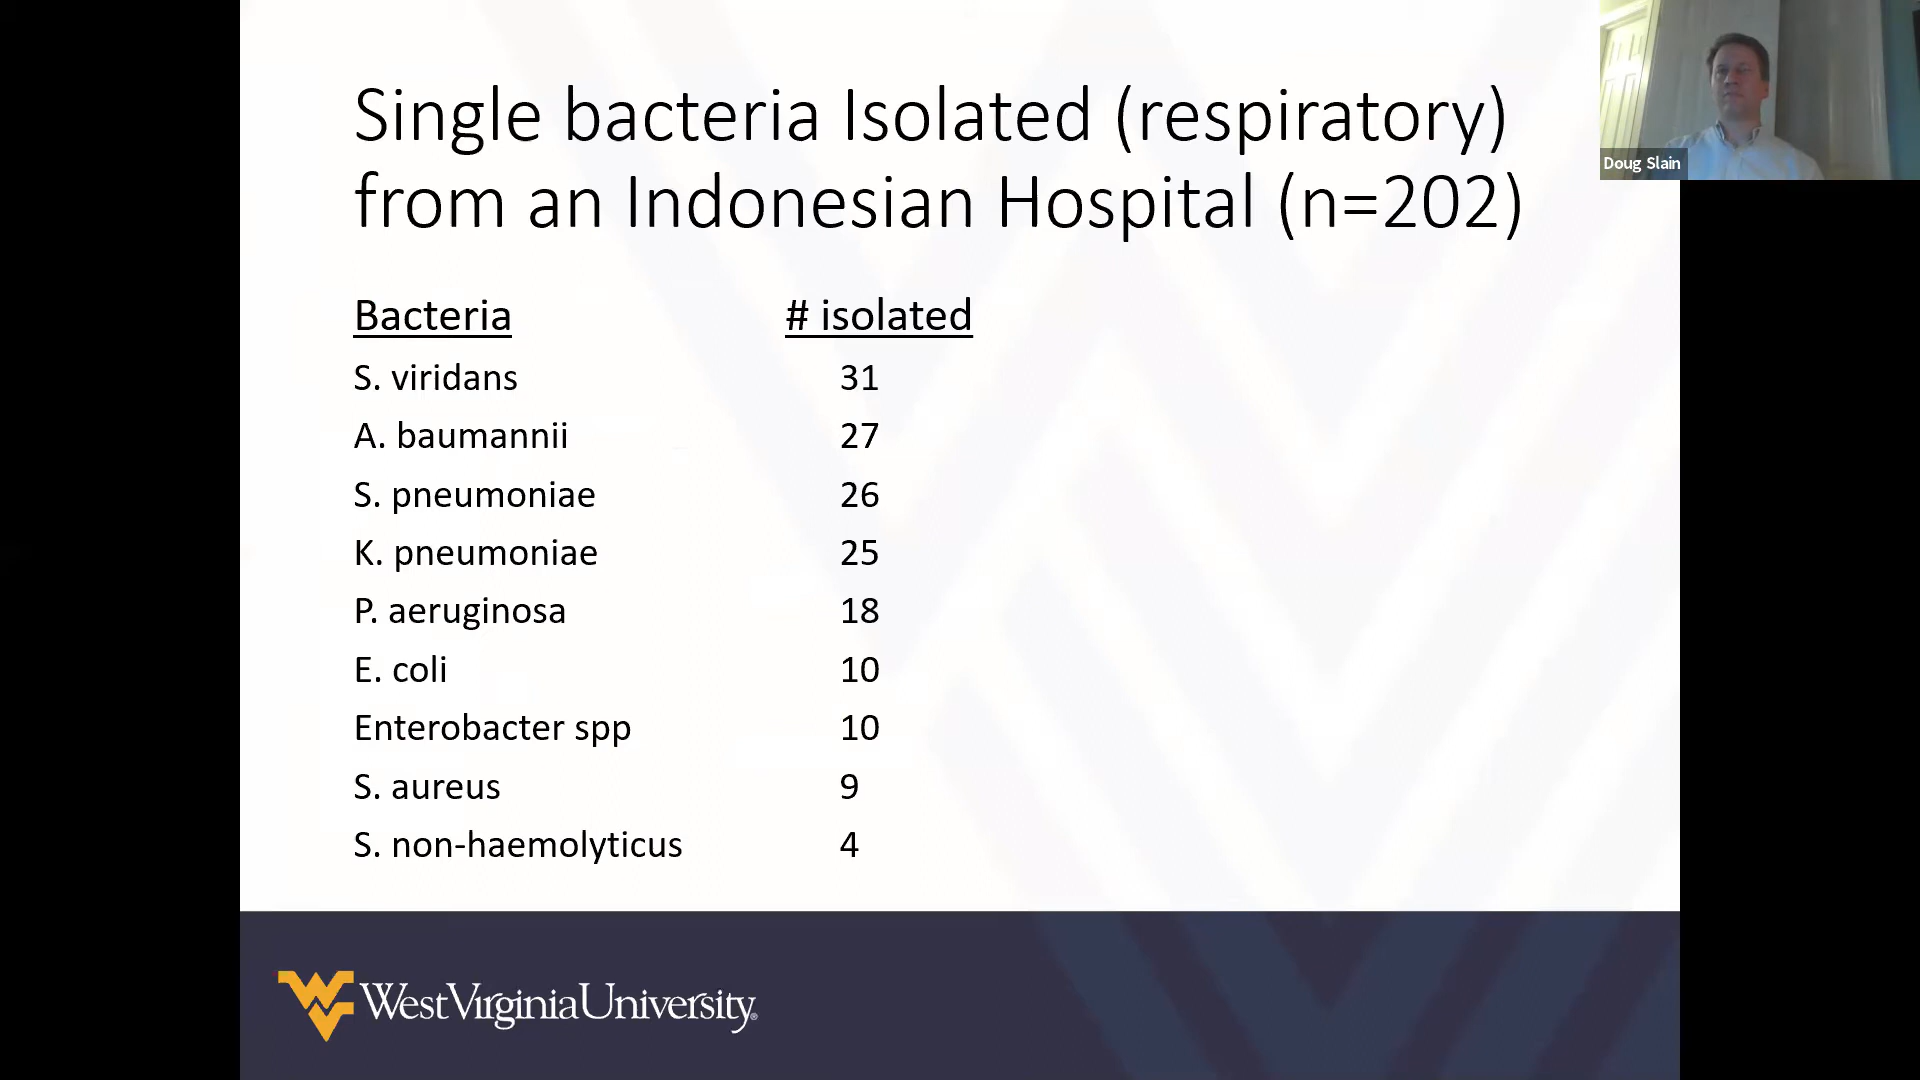 Single bacteria Isolated (respiratory)
from an Indonesian Hospital (n=202)
Doug Slain
Bacteria # isolated
S. viridans 31
A. baumannii 27
S. pneumoniae 26
K. pneumoniae 25
P. aeruginosa 18
E. coli 10
Enterobacter spp 10
S. aureus 9
S. non-haemolyticus 4
WestVirginiaUniversity®